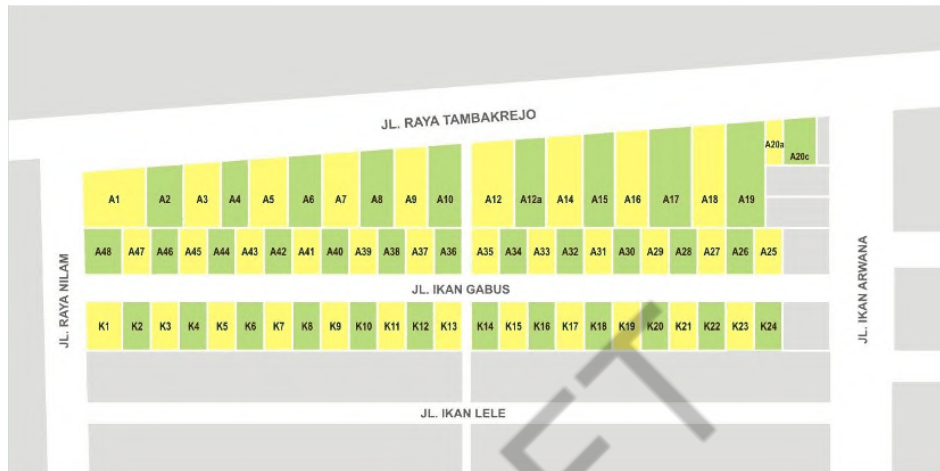 JL. RAYA TAMBAKREJO
A20a
A20c
A1 A2 A3 A4 A5 A6 A7 A8 A9 A10 A12 A12a A14 A15 A16 A17 A18 A19
A48 A47 A46 A45 A44 A43 A42 A41 A40 A39 A38 A37 A36 A35 A34 A33 A32 A31 A30 A29 A28 A27 A26 A25
JL. RAYA NILAM
JL. IKAN GABUS
JL. IKAN ARWANA
K1 K2 K3 K4 K5 K6 K7 K8 K9 K10 K11 K12 K13 K14 K15 K16 K17 K18 K19 K20 K21 K22 K23 K24
JL. IKAN LELE